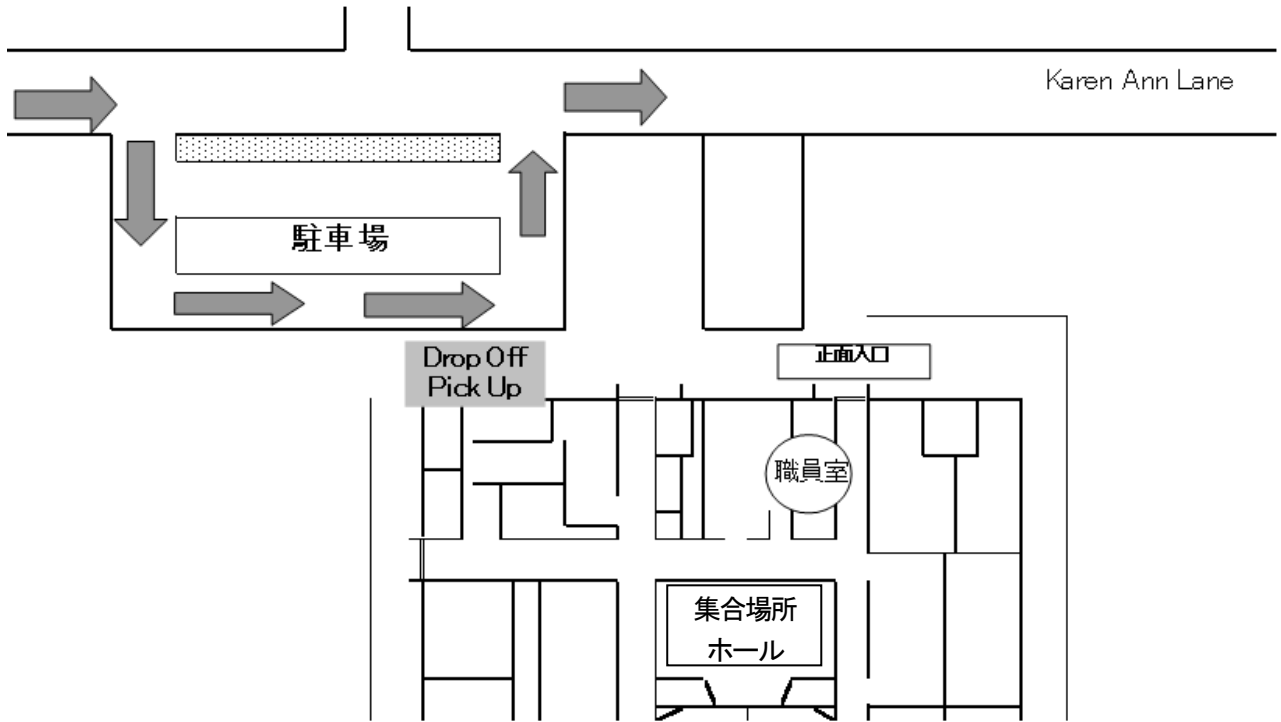 Karen Ann Lane
駐車場
Drop Off
Pick Up
正面入口
職員室
集合場所
ホール